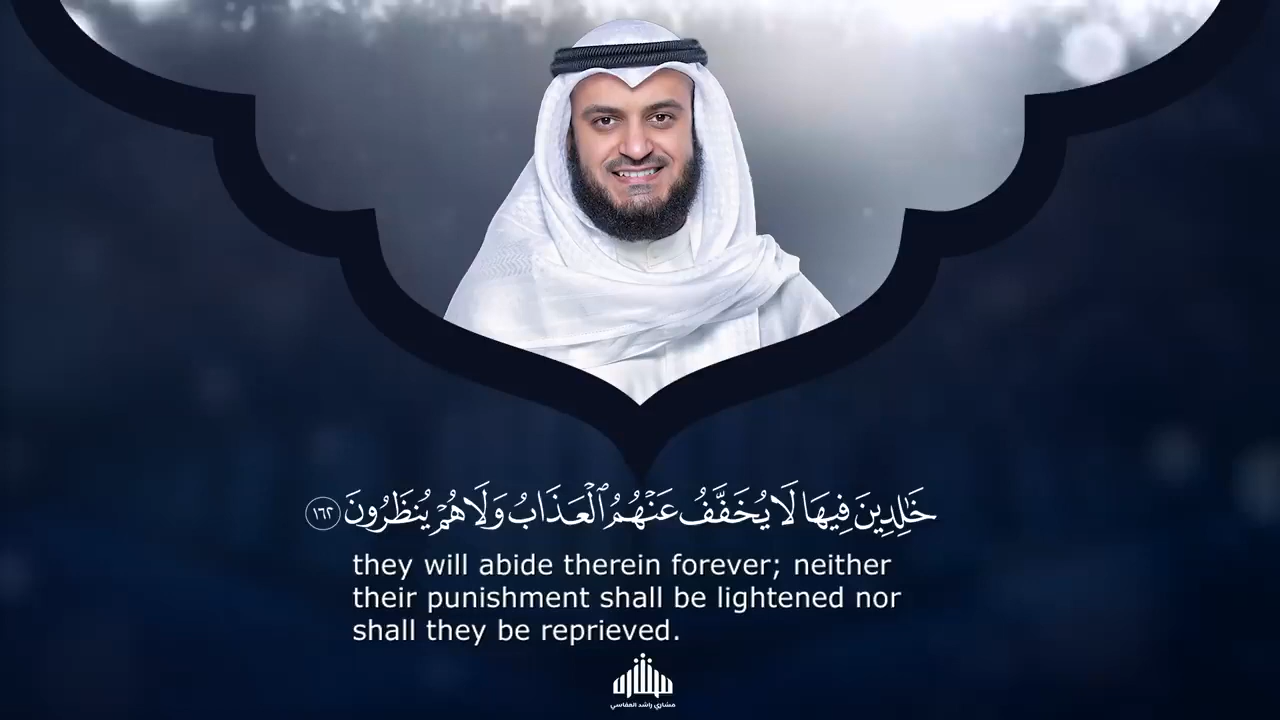 خَٰلِدِينَ فِيهَا لَا يُخَفَّفُ عَنۡهُمُ ٱلۡعَذَابُ وَلَا هُمۡ يُنظَرُونَ ١٦٢
they will abide therein forever; neither
their punishment shall be lightened nor
shall they be reprieved.
مشاري راشد العفاسي